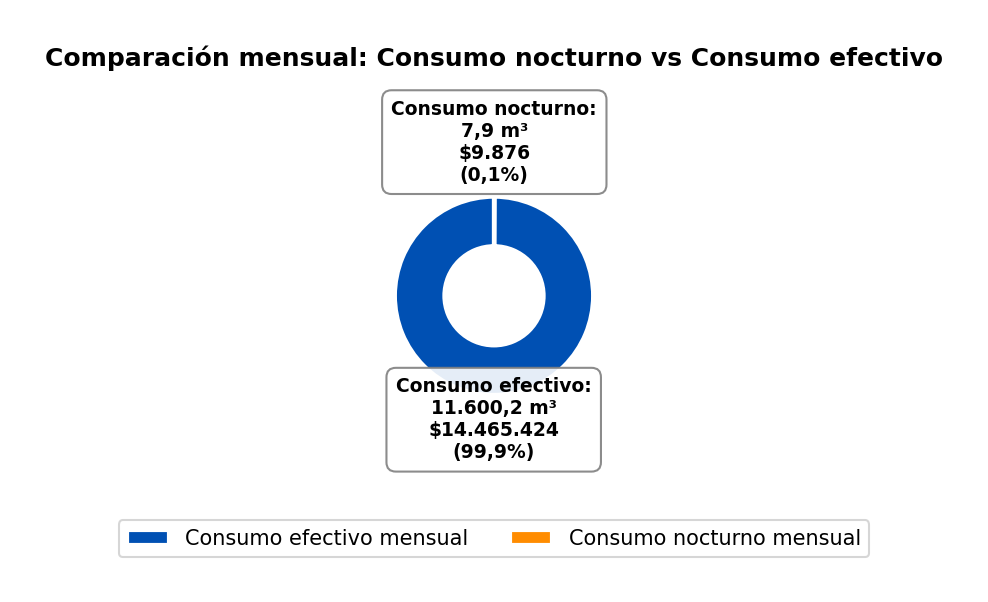 Comparación mensual: Consumo nocturno vs Consumo efectivo
Consumo nocturno:
7,9 m³
$9.876
(0,1%)
Consumo efectivo:
11.600,2 m³
$14.465.424
(99,9%)
Consumo efectivo mensual
Consumo nocturno mensual